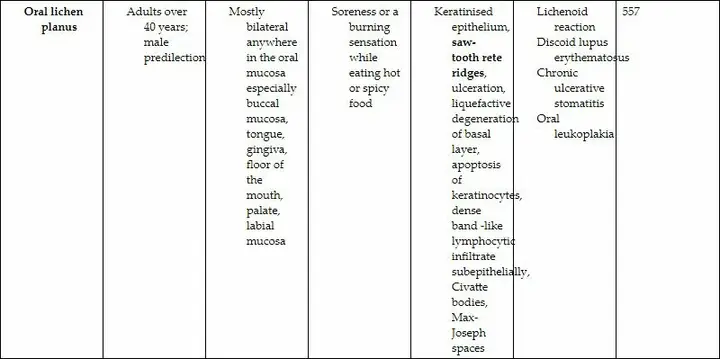 Oral lichen
planus
Adults over
40 years;
male
predilection
Mostly
bilateral
anywhere
in the oral
mucosa
especially
buccal
mucosa,
tongue,
gingiva,
floor of
the
mouth,
palate,
labial
mucosa
Soreness or a
burning
sensation
while
eating hot
or spicy
food
Keratinised
epithelium,
saw-
tooth rete
ridges,
ulceration,
liquefactive
degeneration
of basal
layer,
apoptosis
of
keratinocytes,
dense
band -like
lymphocytic
infiltrate
subepithelially,
Civatte
bodies,
Max-
Joseph
spaces
Lichenoid
reaction
Discoid lupus
erythematosus
Chronic
ulcerative
stomatitis
Oral
leukoplakia
557